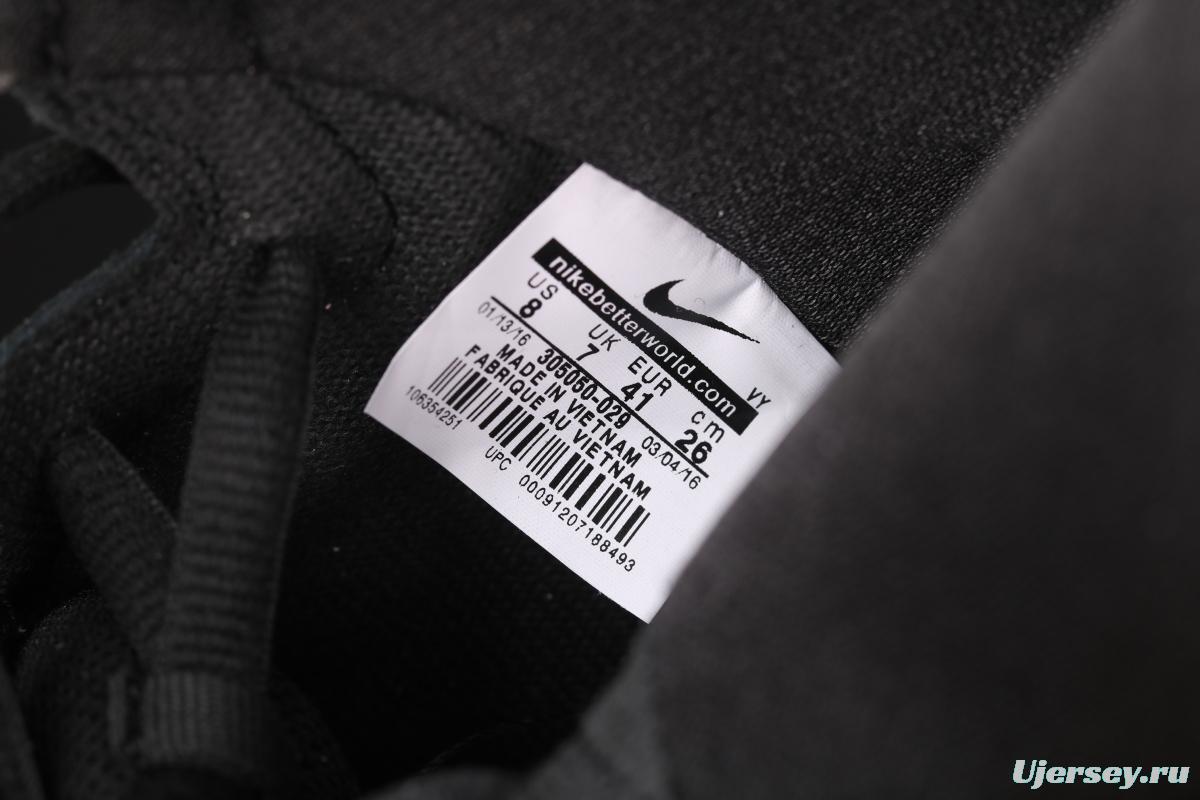 nikebetterworld.com
US UK EUR cm
8 7 41 26
VY
01/13/16 305050-029 03/04/16
MADE IN VIETNAM
FABRIQUE AU VIETNAM
106354251
UPC 00091207188493
Ujersey.ru